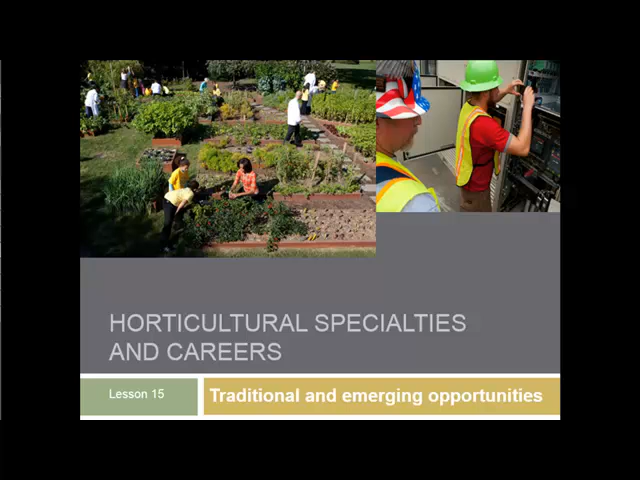 HORTICULTURAL SPECIALTIES
AND CAREERS
Lesson 15
Traditional and emerging opportunities